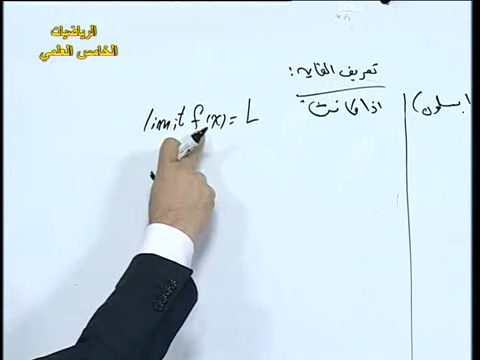 الرياضيات
الخامس العلمي
تعريف الغاية :
اذا كانت :
limit f(x) = L